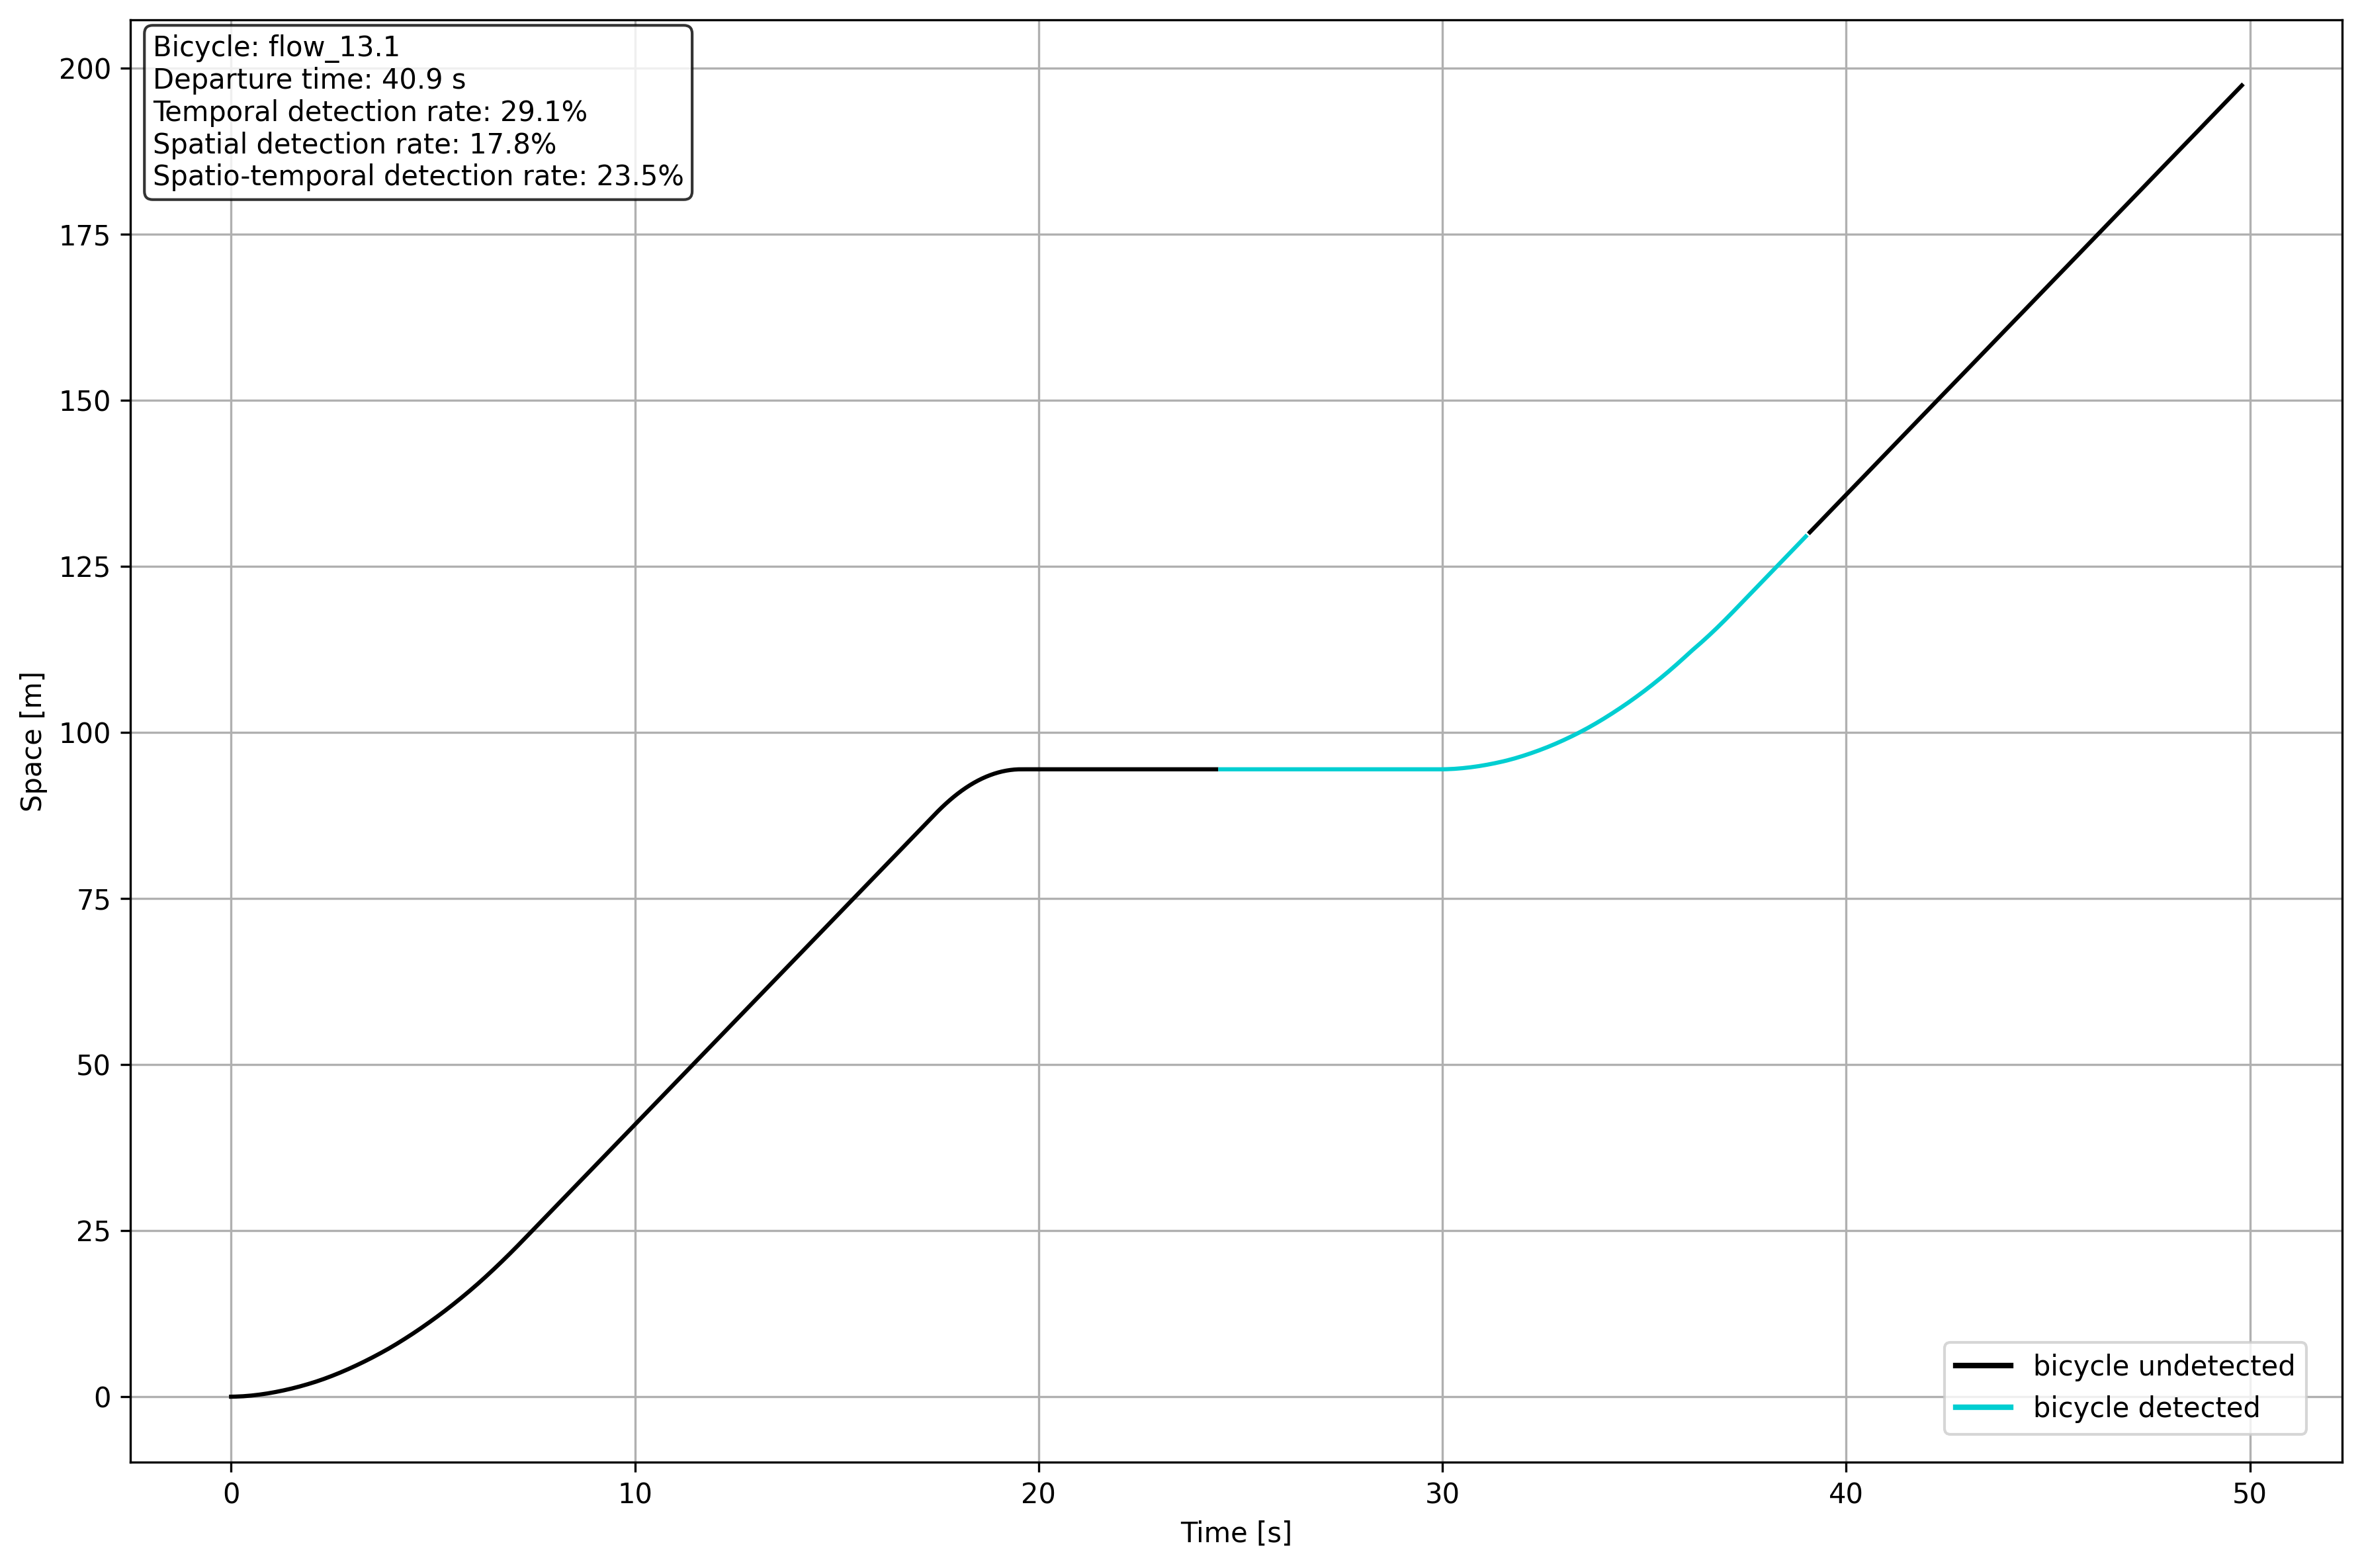 Bicycle: flow_13.1
Departure time: 40.9 s
Temporal detection rate: 29.1%
Spatial detection rate: 17.8%
Spatio-temporal detection rate: 23.5%
200
175
150
125
100
75
50
25
0
Space [m]
bicycle undetected
bicycle detected
0 10 20 30 40 50
Time [s]